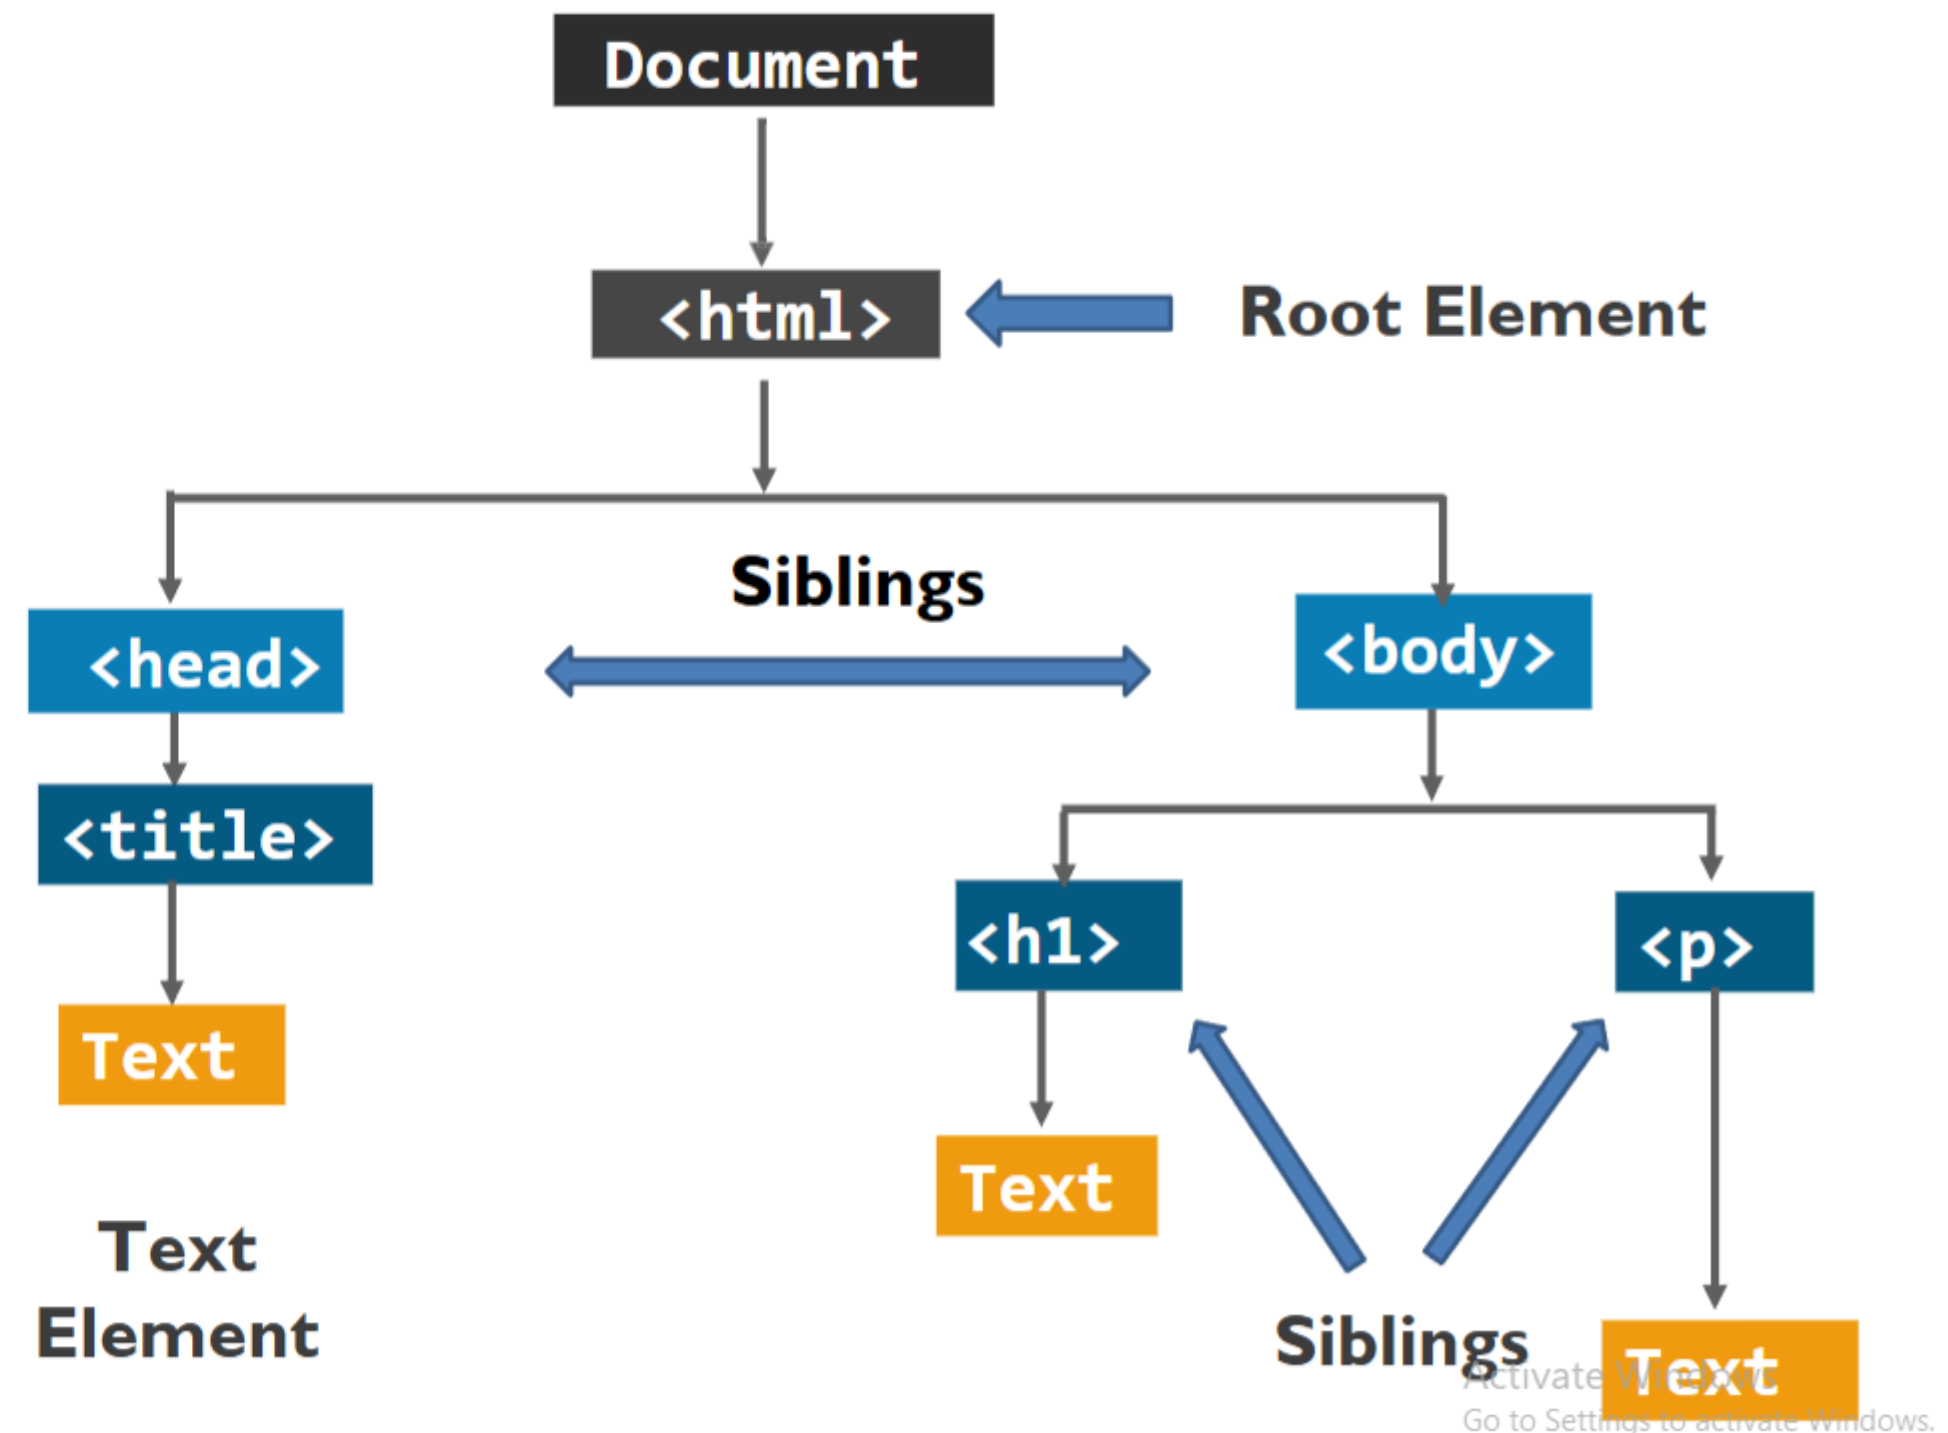 Document
<html>
Root Element
Siblings
<head>
<body>
<title>
<h1>
<p>
Text
Text
Text
Element
Siblings
Text
Activate Windows
Go to Settings to activate Windows.